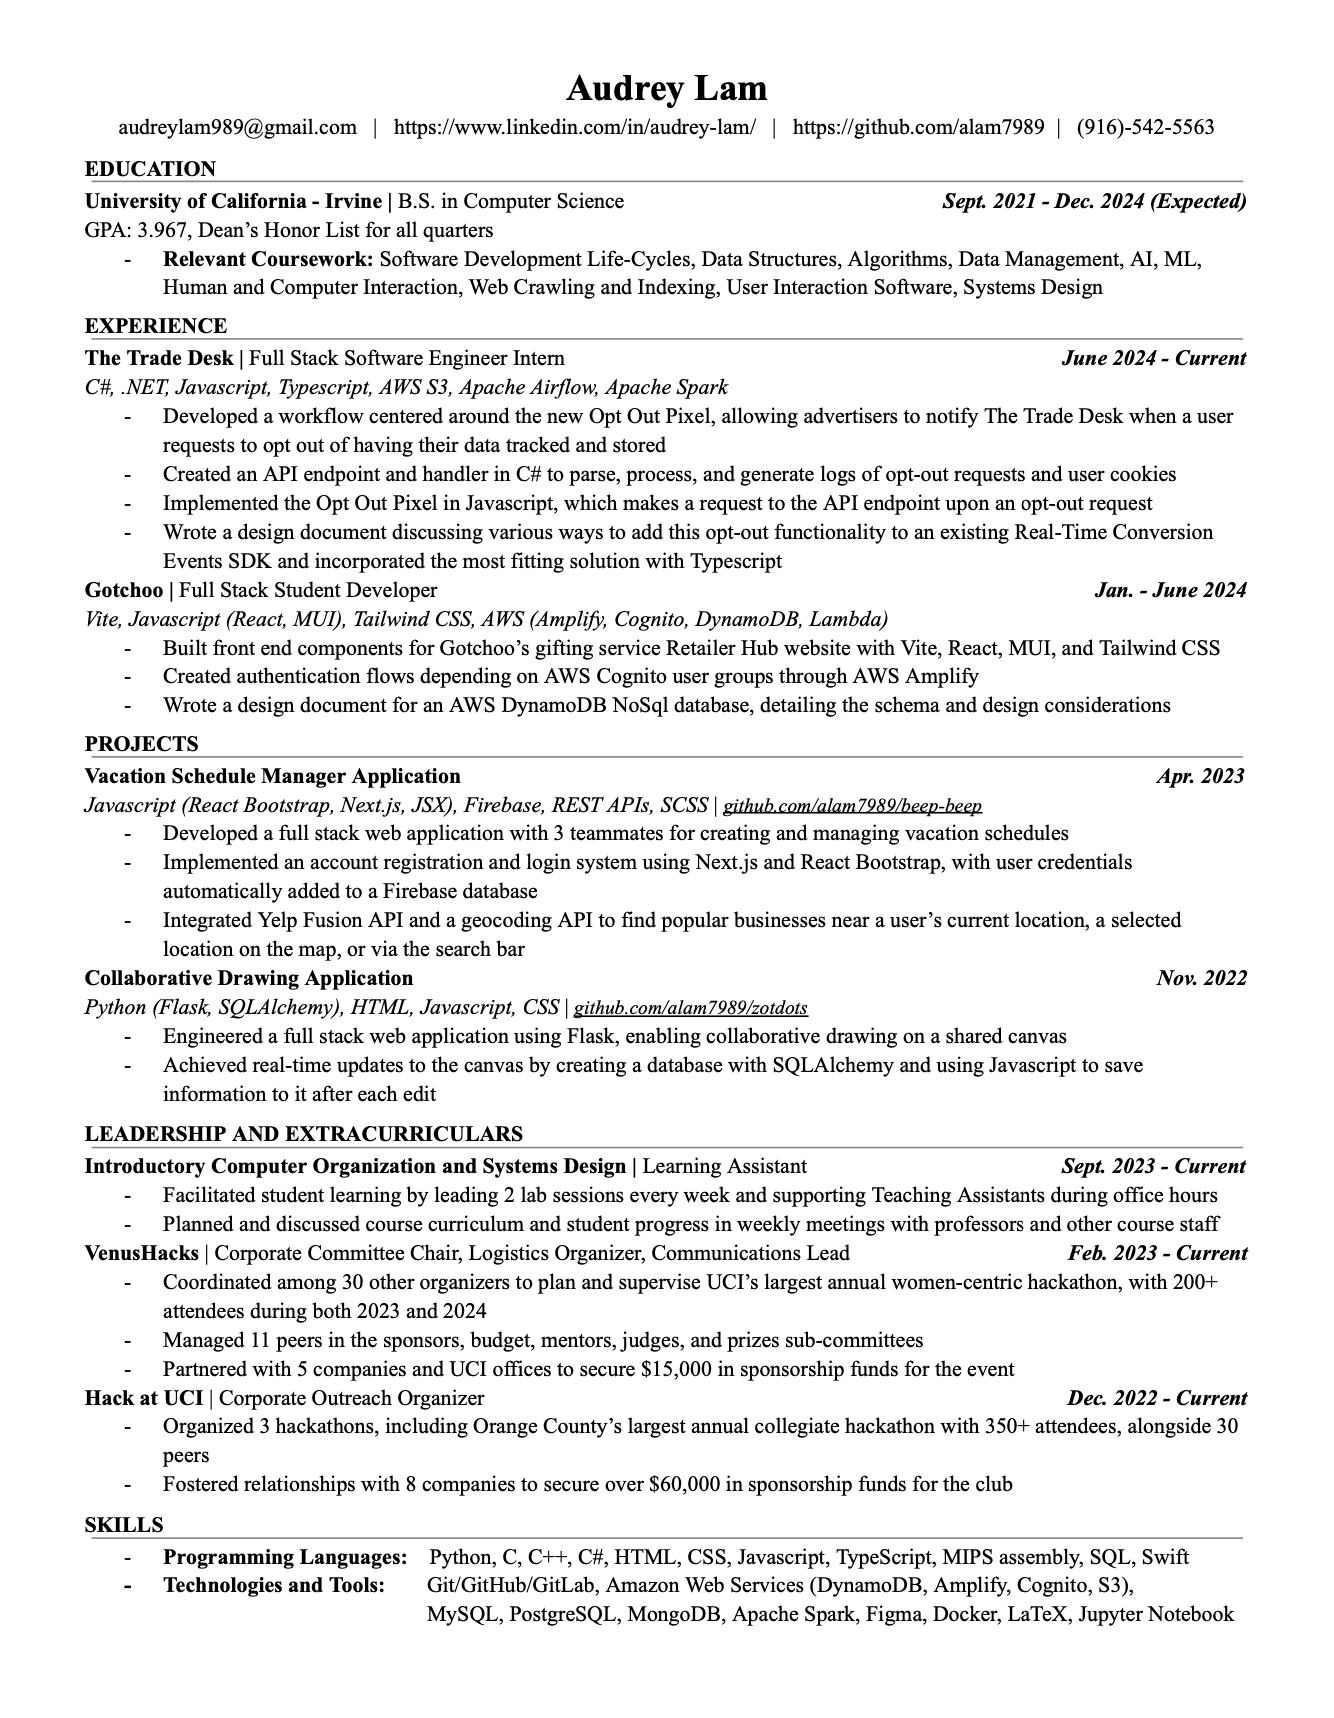 Audrey Lam
audreylam989@gmail.com | https://www.linkedin.com/in/audrey-lam/ | https://github.com/alam7989 | (916)-542-5563
EDUCATION
University of California - Irvine | B.S. in Computer Science Sept. 2021 - Dec. 2024 (Expected)
GPA: 3.967, Dean’s Honor List for all quarters
- Relevant Coursework: Software Development Life-Cycles, Data Structures, Algorithms, Data Management, AI, ML,
Human and Computer Interaction, Web Crawling and Indexing, User Interaction Software, Systems Design
EXPERIENCE
The Trade Desk | Full Stack Software Engineer Intern June 2024 - Current
C#, .NET, Javascript, Typescript, AWS S3, Apache Airflow, Apache Spark
- Developed a workflow centered around the new Opt Out Pixel, allowing advertisers to notify The Trade Desk when a user
requests to opt out of having their data tracked and stored
- Created an API endpoint and handler in C# to parse, process, and generate logs of opt-out requests and user cookies
- Implemented the Opt Out Pixel in Javascript, which makes a request to the API endpoint upon an opt-out request
- Wrote a design document discussing various ways to add this opt-out functionality to an existing Real-Time Conversion
Events SDK and incorporated the most fitting solution with Typescript
Gotchoo | Full Stack Student Developer Jan. - June 2024
Vite, Javascript (React, MUI), Tailwind CSS, AWS (Amplify, Cognito, DynamoDB, Lambda)
- Built front end components for Gotchoo’s gifting service Retailer Hub website with Vite, React, MUI, and Tailwind CSS
- Created authentication flows depending on AWS Cognito user groups through AWS Amplify
- Wrote a design document for an AWS DynamoDB NoSql database, detailing the schema and design considerations
PROJECTS
Vacation Schedule Manager Application Apr. 2023
Javascript (React Bootstrap, Next.js, JSX), Firebase, REST APIs, SCSS | github.com/alam7989/beep-beep
- Developed a full stack web application with 3 teammates for creating and managing vacation schedules
- Implemented an account registration and login system using Next.js and React Bootstrap, with user credentials
automatically added to a Firebase database
- Integrated Yelp Fusion API and a geocoding API to find popular businesses near a user’s current location, a selected
location on the map, or via the search bar
Collaborative Drawing Application Nov. 2022
Python (Flask, SQLAlchemy), HTML, Javascript, CSS | github.com/alam7989/zotdots
- Engineered a full stack web application using Flask, enabling collaborative drawing on a shared canvas
- Achieved real-time updates to the canvas by creating a database with SQLAlchemy and using Javascript to save
information to it after each edit
LEADERSHIP AND EXTRACURRICULARS
Introductory Computer Organization and Systems Design | Learning Assistant Sept. 2023 - Current
- Facilitated student learning by leading 2 lab sessions every week and supporting Teaching Assistants during office hours
- Planned and discussed course curriculum and student progress in weekly meetings with professors and other course staff
VenusHacks | Corporate Committee Chair, Logistics Organizer, Communications Lead Feb. 2023 - Current
- Coordinated among 30 other organizers to plan and supervise UCI’s largest annual women-centric hackathon, with 200+
attendees during both 2023 and 2024
- Managed 11 peers in the sponsors, budget, mentors, judges, and prizes sub-committees
- Partnered with 5 companies and UCI offices to secure $15,000 in sponsorship funds for the event
Hack at UCI | Corporate Outreach Organizer Dec. 2022 - Current
- Organized 3 hackathons, including Orange County’s largest annual collegiate hackathon with 350+ attendees, alongside 30
peers
- Fostered relationships with 8 companies to secure over $60,000 in sponsorship funds for the club
SKILLS
- Programming Languages: Python, C, C++, C#, HTML, CSS, Javascript, TypeScript, MIPS assembly, SQL, Swift
- Technologies and Tools: Git/GitHub/GitLab, Amazon Web Services (DynamoDB, Amplify, Cognito, S3),
MySQL, PostgreSQL, MongoDB, Apache Spark, Figma, Docker, LaTeX, Jupyter Notebook